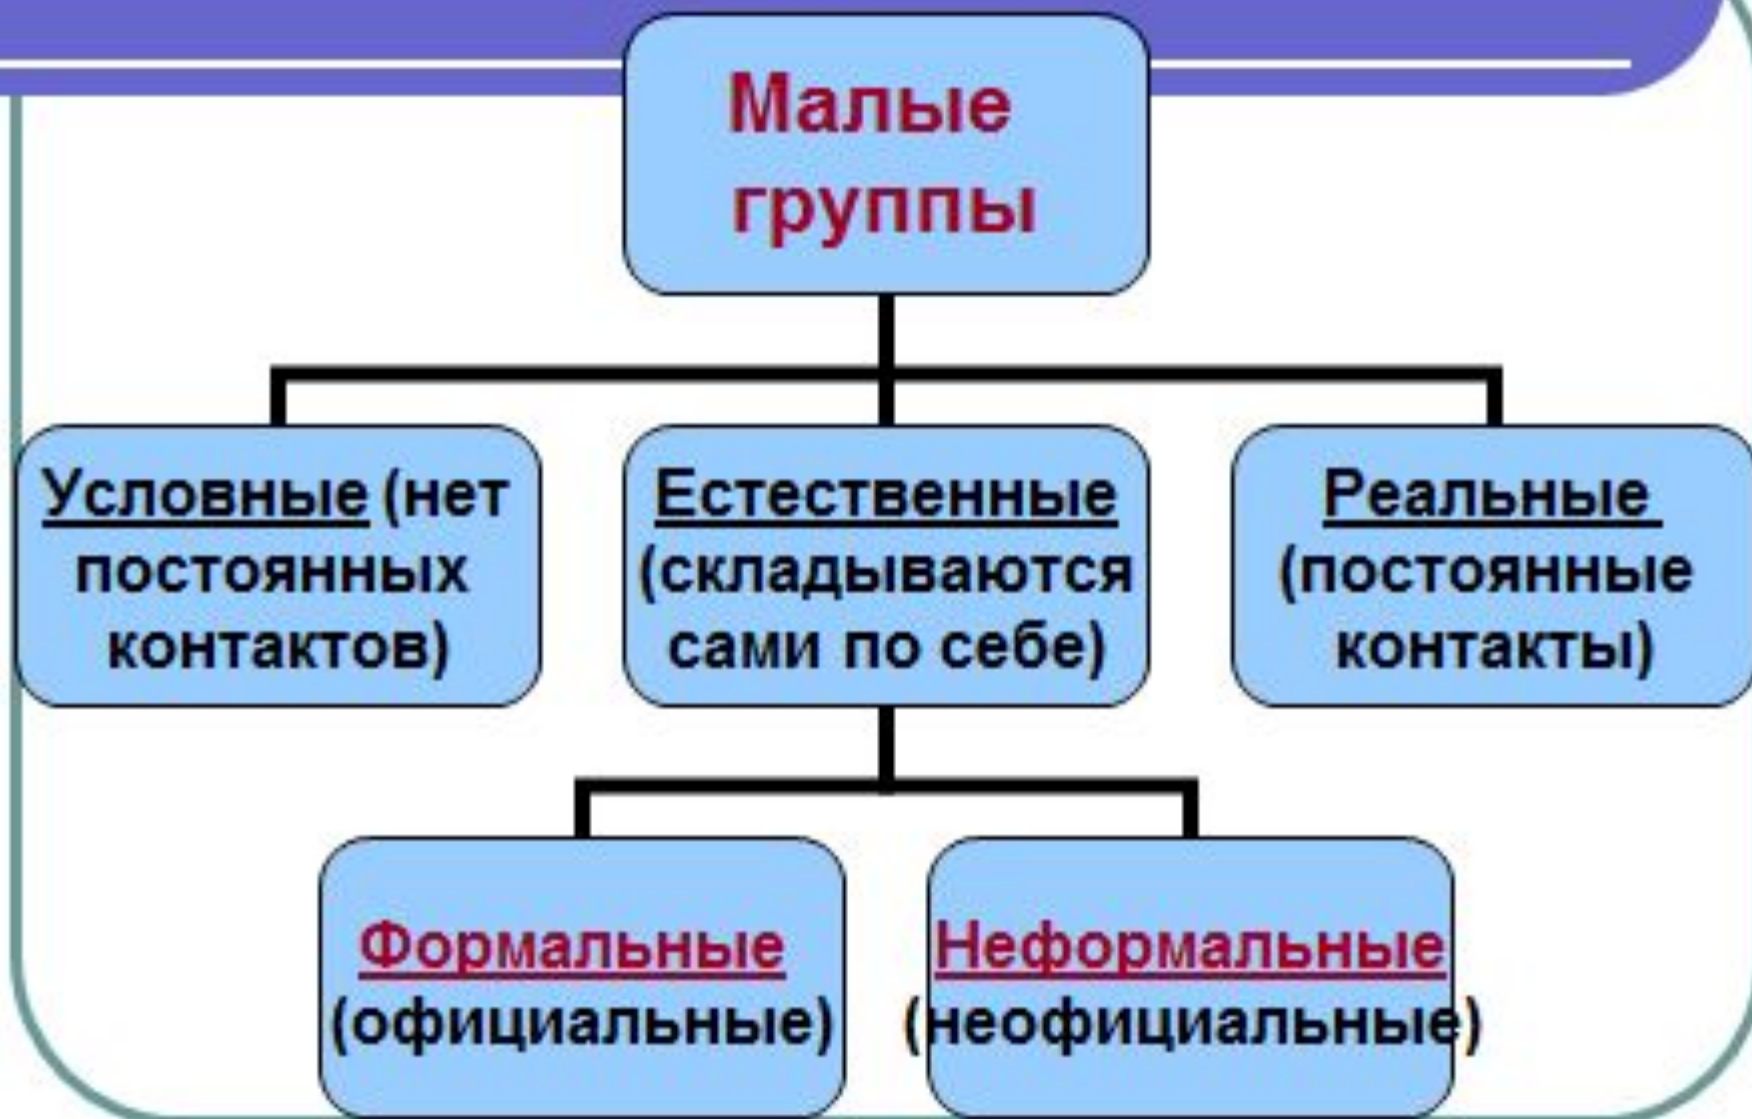 Малые
группы
Условные (нет
постоянных
контактов)
Естественные
(складываются
сами по себе)
Реальные
(постоянные
контакты)
Формальные
(официальные)
Неформальные
(неофициальные)